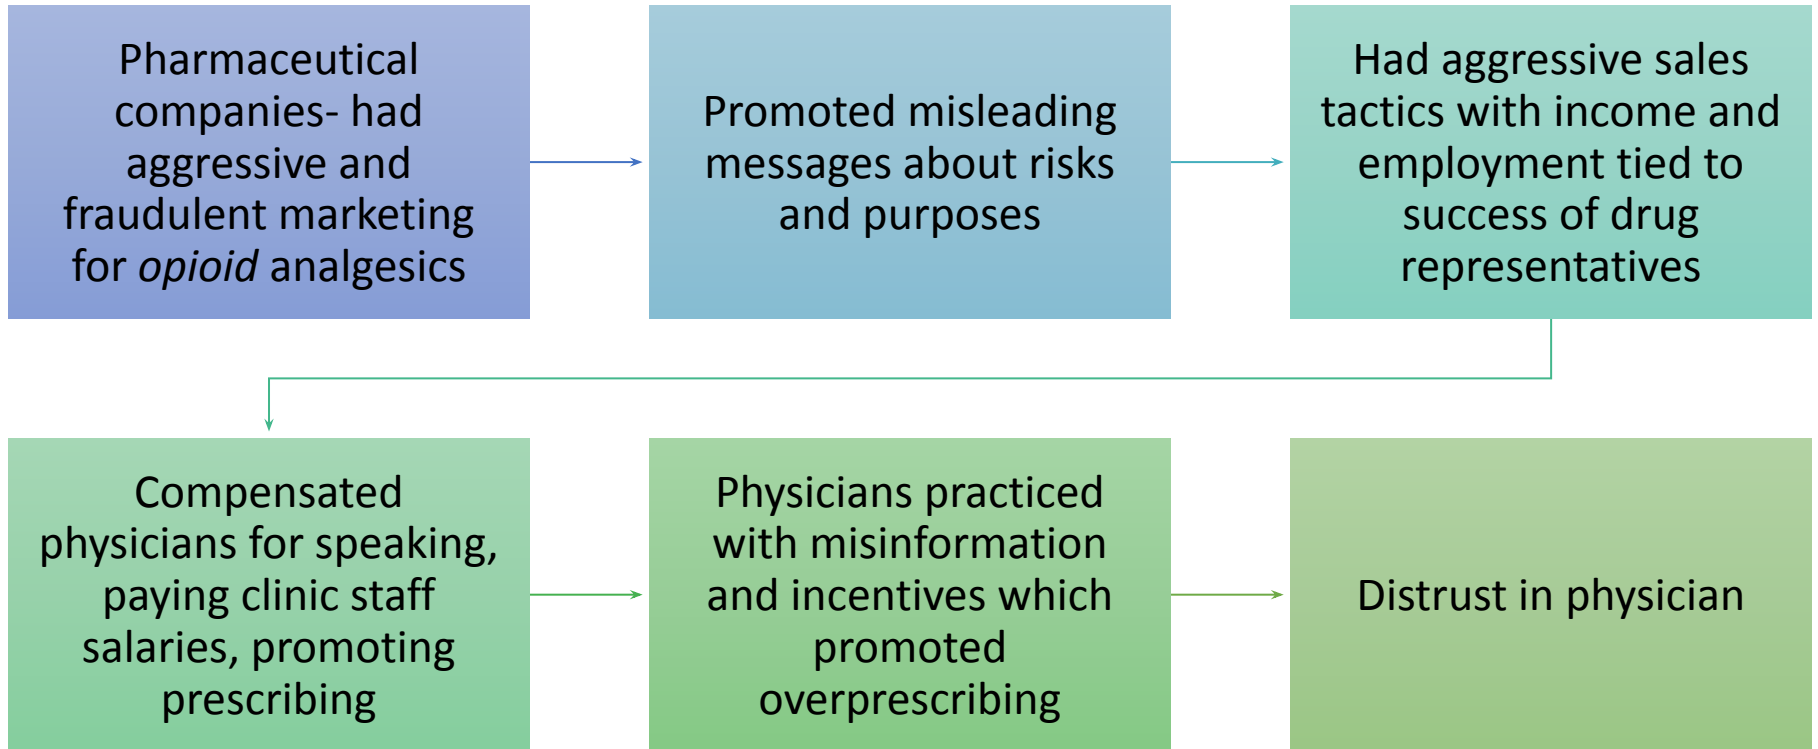 Pharmaceutical
companies- had
aggressive and
fraudulent marketing
for opioid analgesics
Promoted misleading
messages about risks
and purposes
Had aggressive sales
tactics with income and
employment tied to
success of drug
representatives
Compensated
physicians for speaking,
paying clinic staff
salaries, promoting
prescribing
Physicians practiced
with misinformation
and incentives which
promoted
overprescribing
Distrust in physician